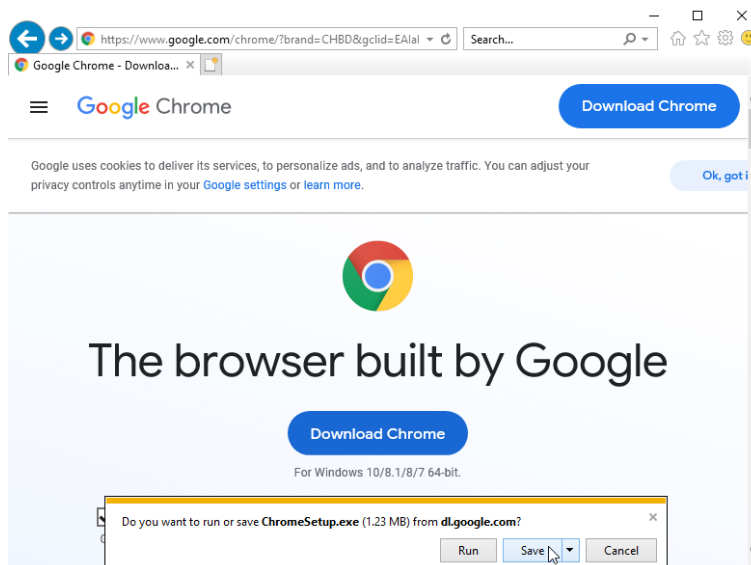 https://www.google.com/chrome/?brand=CHBD&gclid=EAIaI
Search...
Google Chrome - Downloa...
Google Chrome
Download Chrome
Google uses cookies to deliver its services, to personalize ads, and to analyze traffic. You can adjust your
privacy controls anytime in your Google settings or learn more.
Ok, got i
The browser built by Google
Download Chrome
For Windows 10/8.1/8/7 64-bit.
Do you want to run or save ChromeSetup.exe (1.23 MB) from dl.google.com?
Run
Save
Cancel